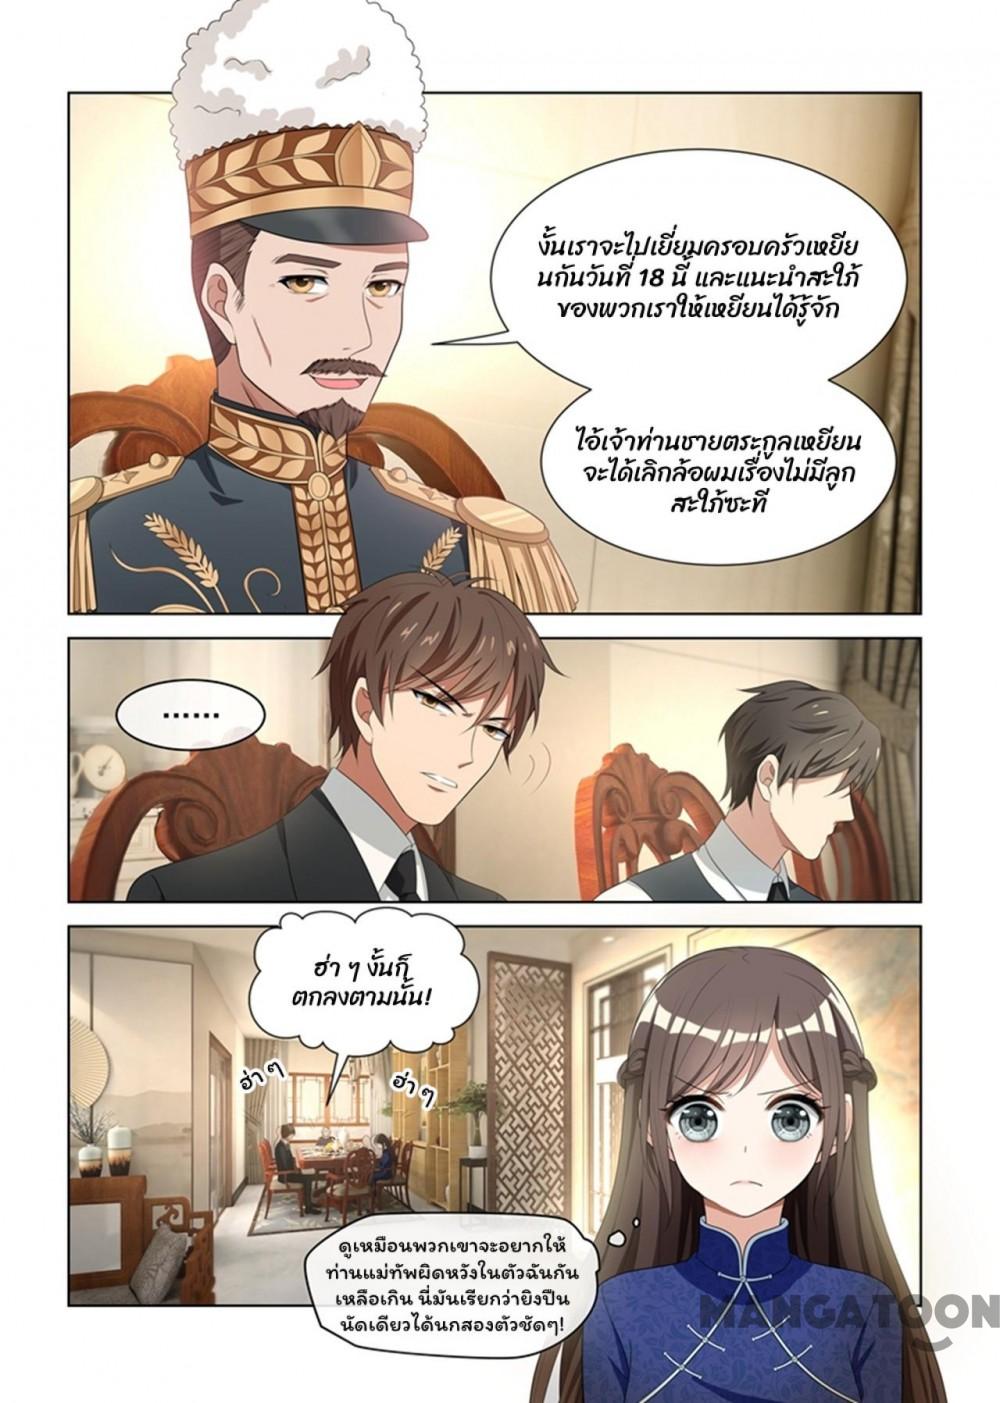 งั้นเราจะไปเยี่ยมครอบครัวเหยีย
นกันวันที่ 18 นี้ และแนะนำสะใภ้
ของพวกเราให้เหยียนได้รู้จัก
ไอ้เจ้าท่านชายตระกูลเหยียน
จะได้เลิกล้อผมเรื่องไม่มีลูก
สะใภ้ซะที
......
ฮ่า ๆ งั้นก็
ตกลงตามนั้น!
ฮ่า ๆ
ฮ่า ๆ
ดูเหมือนพวกเขาจะอยากให้
ท่านแม่ทัพผิดหวังในตัวฉันกัน
เหลือเกิน นี่มันเรียกว่ายิงปืน
นัดเดียวได้นกสองตัวชัดๆ!
MANGATOON